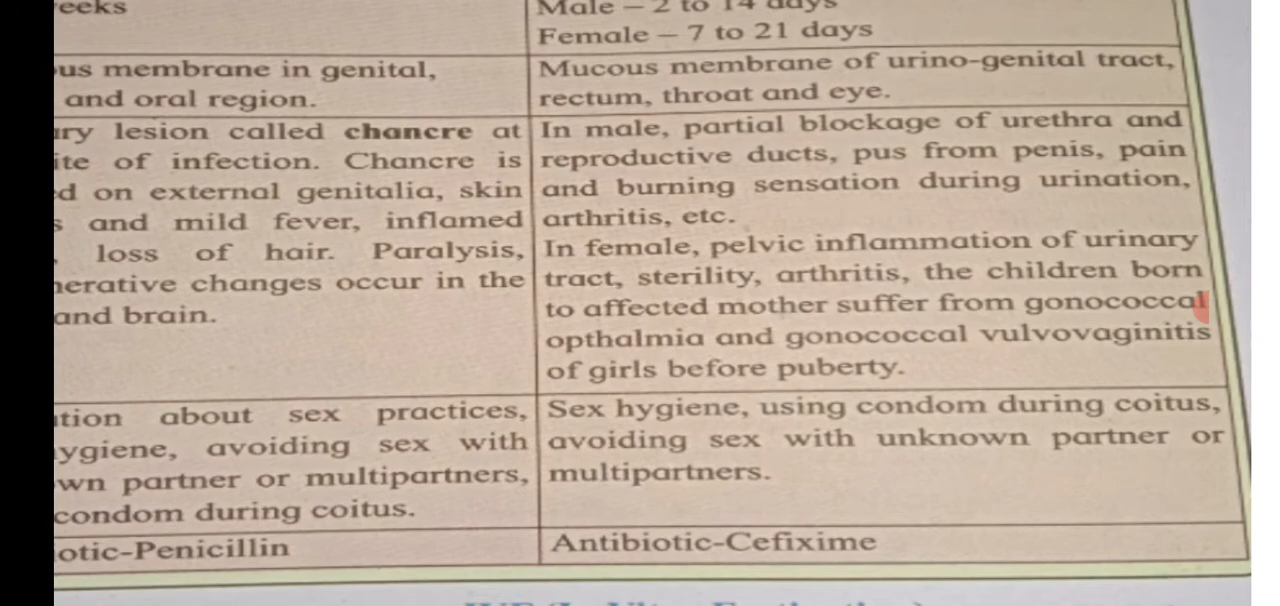 eeks
Male – 2 to 14 days
Female – 7 to 21 days
us membrane in genital,
and oral region.
Mucous membrane of urino-genital tract,
rectum, throat and eye.
ary lesion called chancre at
ite of infection. Chancre is
d on external genitalia, skin
s and mild fever, inflamed
loss of hair. Paralysis,
nerative changes occur in the
and brain.
In male, partial blockage of urethra and
reproductive ducts, pus from penis, pain
and burning sensation during urination,
arthritis, etc.
In female, pelvic inflammation of urinary
tract, sterility, arthritis, the children born
to affected mother suffer from gonococcal
opthalmia and gonococcal vulvovaginitis
of girls before puberty.
ation about sex practices,
ygiene, avoiding sex with
wn partner or multipartners,
condom during coitus.
Sex hygiene, using condom during coitus,
avoiding sex with unknown partner or
multipartners.
otic-Penicillin
Antibiotic-Cefixime